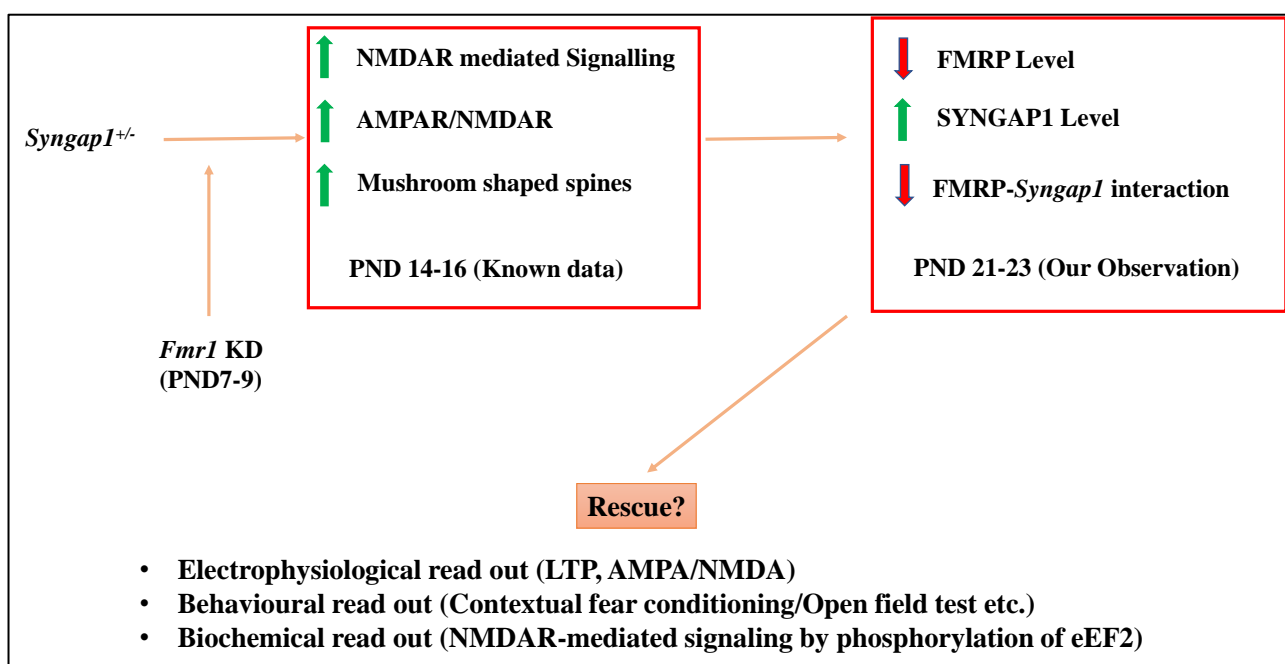 NMDAR mediated Signalling
AMPAR/NMDAR
Mushroom shaped spines
PND 14-16 (Known data)
FMRP Level
SYNGAP1 Level
FMRP-Syngap1 interaction
PND 21-23 (Our Observation)
Syngap1+/-
Fmr1 KD
(PND7-9)
Rescue?
• Electrophysiological read out (LTP, AMPA/NMDA)
• Behavioural read out (Contextual fear conditioning/Open field test etc.)
• Biochemical read out (NMDAR-mediated signaling by phosphorylation of eEF2)